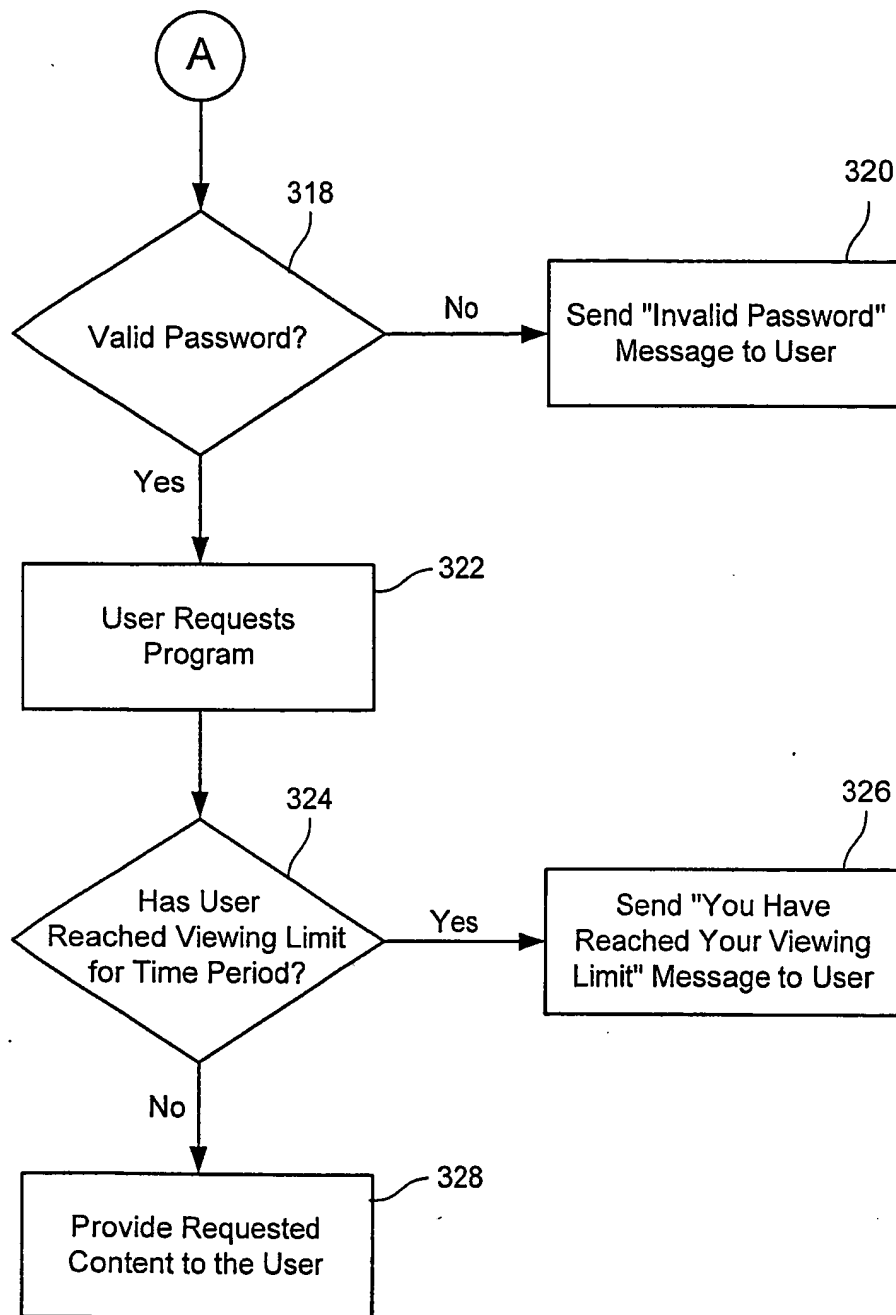 A
318
Valid Password?
No
320
Send "Invalid Password"
Message to User
Yes
322
User Requests
Program
324
Has User
Reached Viewing Limit
for Time Period?
Yes
326
Send "You Have
Reached Your Viewing
Limit" Message to User
No
328
Provide Requested
Content to the User